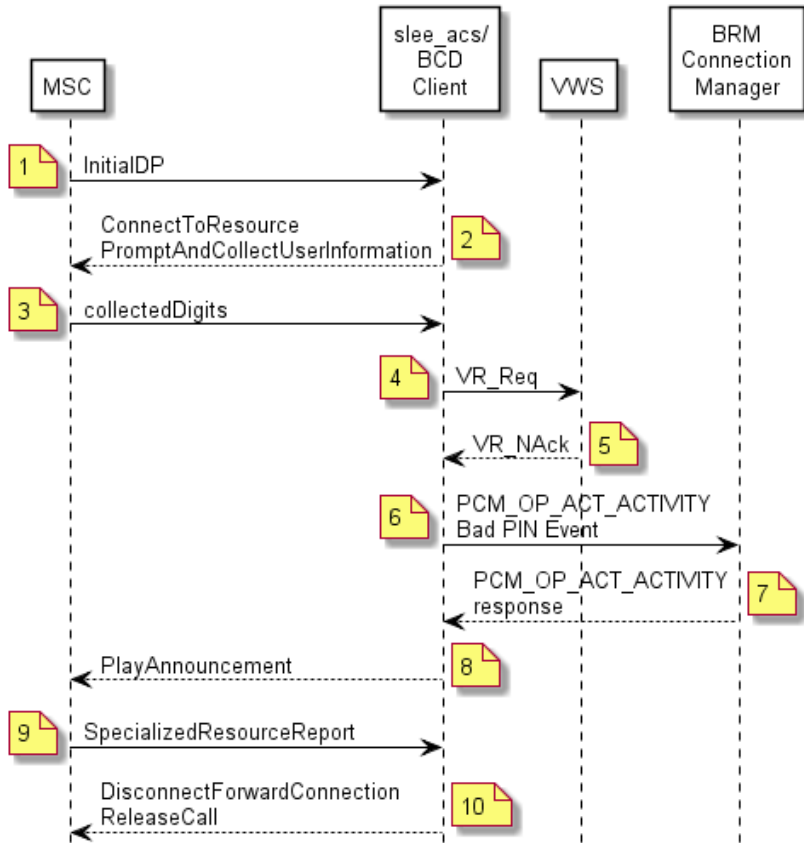 MSC
slee_acs/
BCD
Client
VWS
BRM
Connection
Manager
1
InitialDP
ConnectToResource
PromptAndCollectUserInformation
2
3
collectedDigits
4
VR_Req
VR_NAck
5
6
PCM_OP_ACT_ACTIVITY
Bad PIN Event
PCM_OP_ACT_ACTIVITY
response
7
PlayAnnouncement
8
9
SpecializedResourceReport
DisconnectForwardConnection
ReleaseCall
10